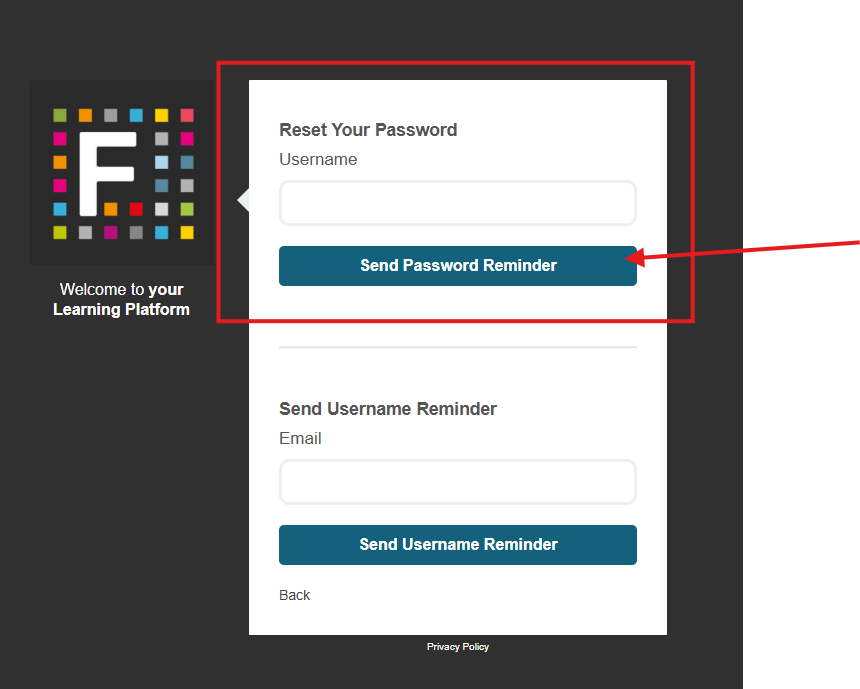 F
Welcome to your
Learning Platform
Reset Your Password
Username
Send Password Reminder
Send Username Reminder
Email
Send Username Reminder
Back
Privacy Policy